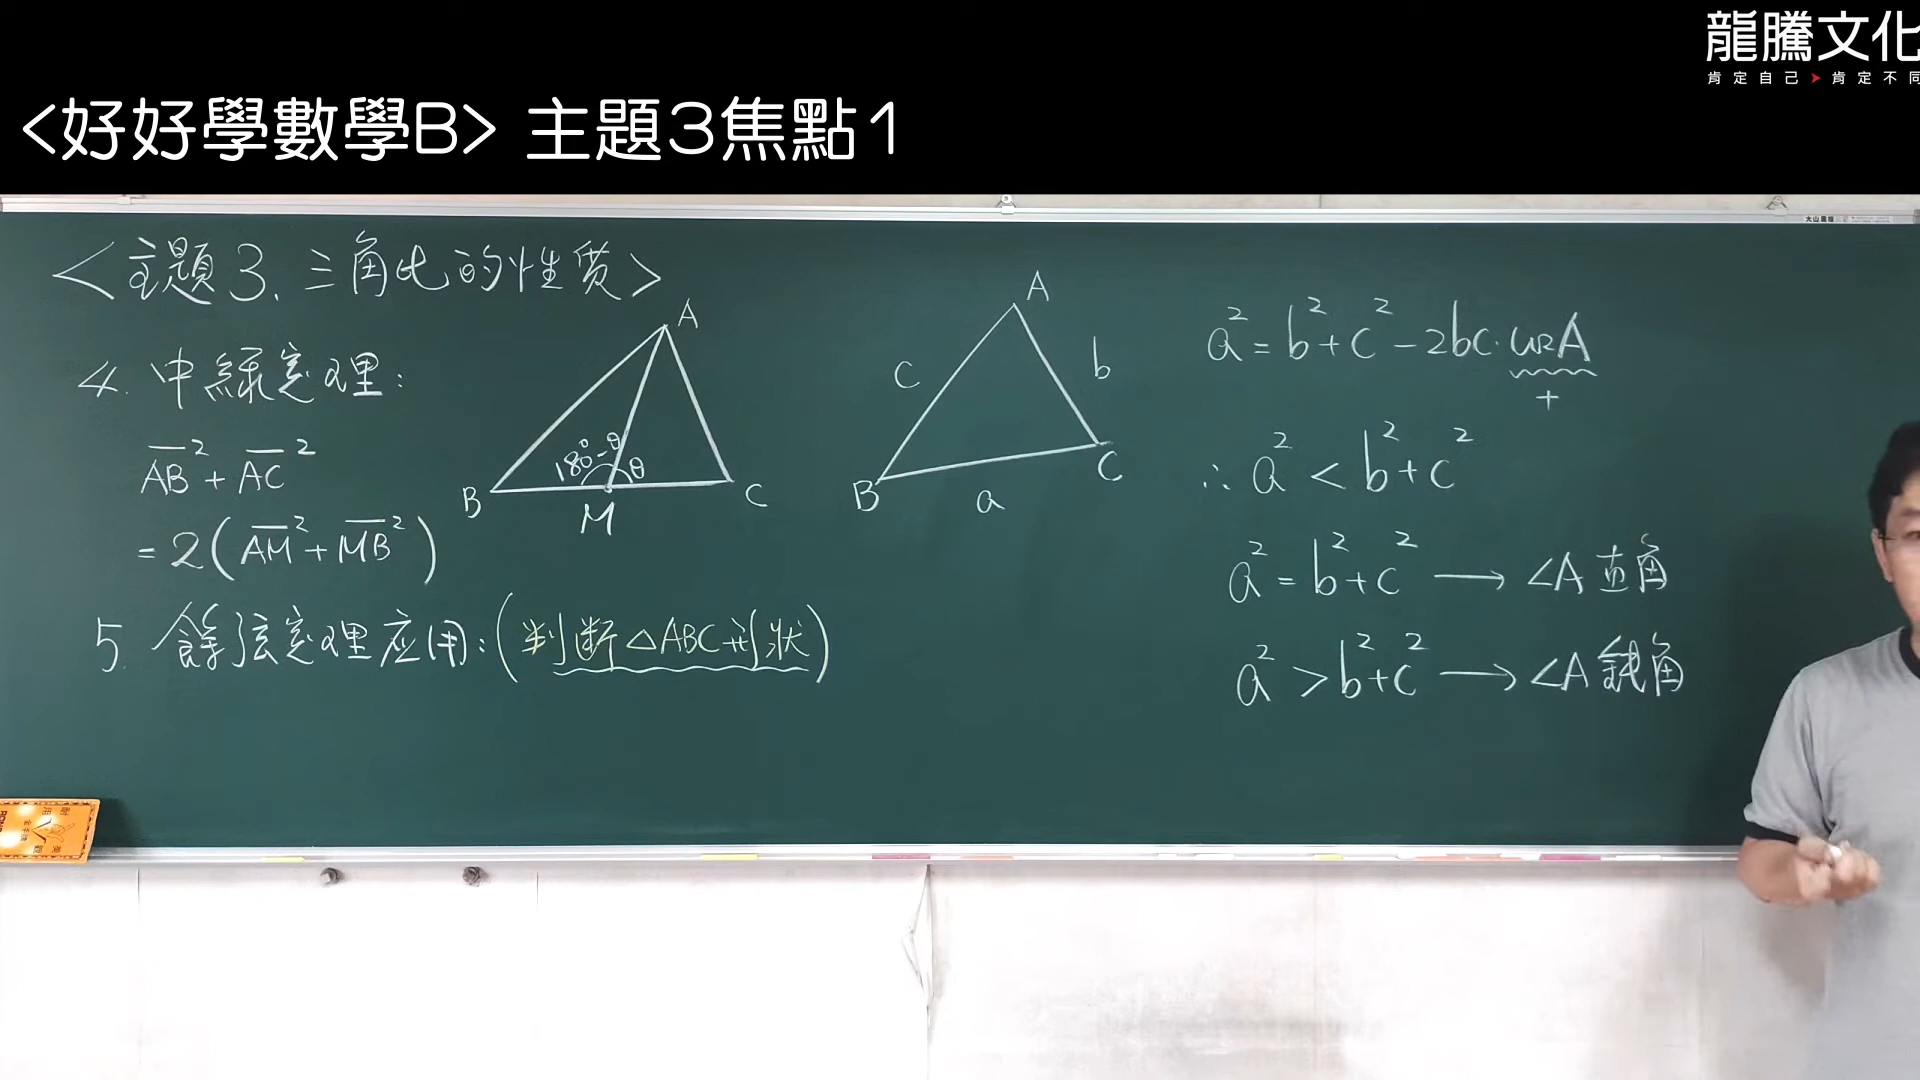 龍騰文化
肯定自己➤肯定不同
<好好學數學B> 主題3焦點1
<主題3. 三角比的性質>
4. 中線定理:
AB² + AC²
= 2(AM² + MB²)
A
180°-θ θ
B M C
A
c b
B a C
a² = b² + c² - 2bc·cosA
+
∴ a² < b² + c²
a² = b² + c² → ∠A 直角
a² > b² + c² → ∠A 鈍角
5. 餘弦定理应用:(判断△ABC形狀)